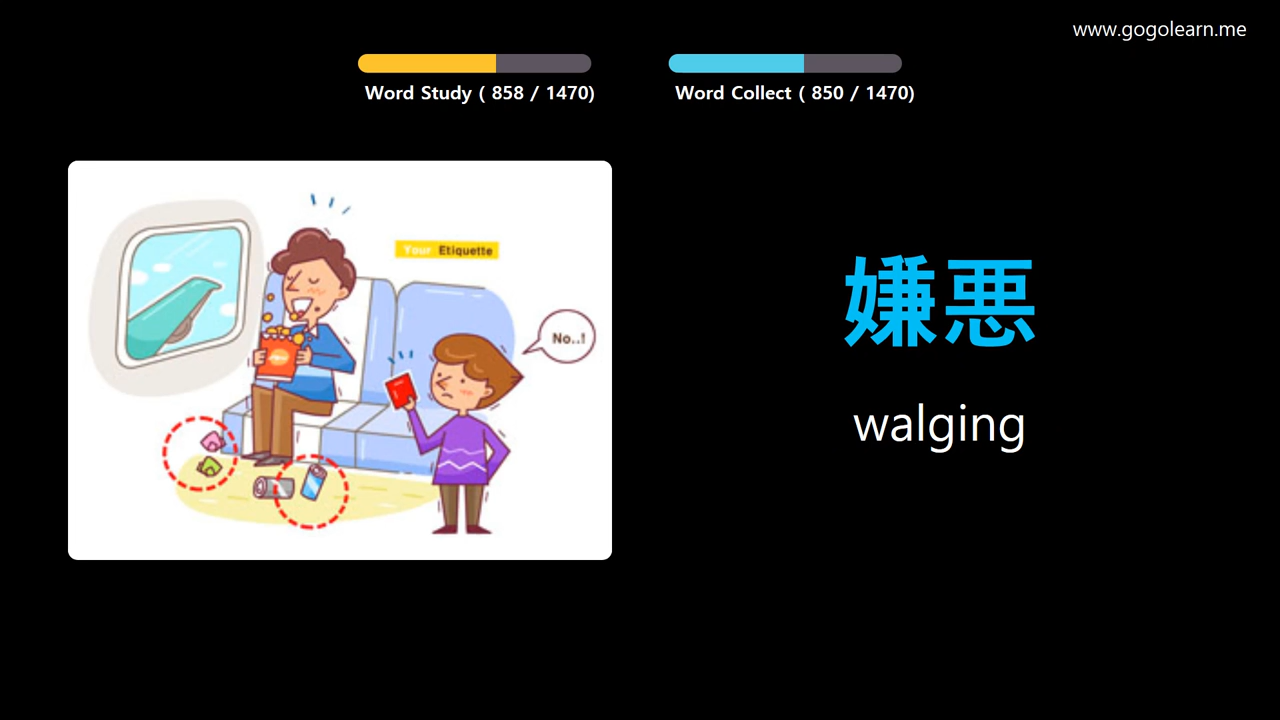 www.gogolearn.me
Word Study ( 858 / 1470)
Word Collect ( 850 / 1470)
Your Etiquette
No..!
嫌悪
walging